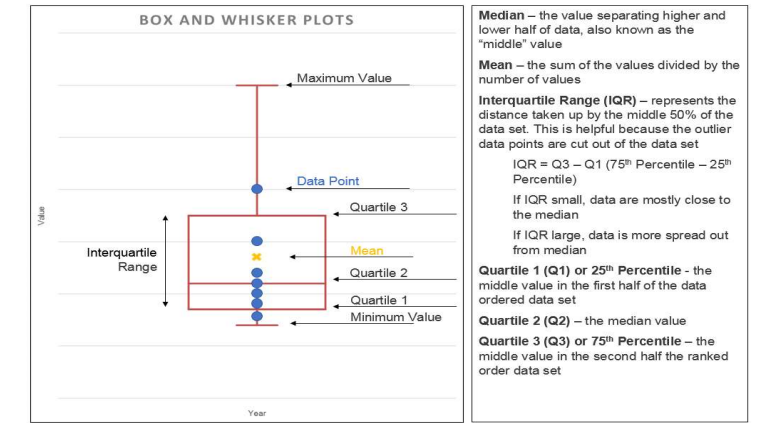 BOX AND WHISKER PLOTS
Maximum Value
Data Point
Quartile 3
Interquartile
Range
Mean
Quartile 2
Quartile 1
Minimum Value
Value
Year
Median – the value separating higher and
lower half of data, also known as the
“middle” value
Mean – the sum of the values divided by the
number of values
Interquartile Range (IQR) – represents the
distance taken up by the middle 50% of the
data set. This is helpful because the outlier
data points are cut out of the data set
IQR = Q3 – Q1 (75th Percentile – 25th
Percentile)
If IQR small, data are mostly close to
the median
If IQR large, data is more spread out
from median
Quartile 1 (Q1) or 25th Percentile - the
middle value in the first half of the data
ordered data set
Quartile 2 (Q2) – the median value
Quartile 3 (Q3) or 75th Percentile – the
middle value in the second half the ranked
order data set